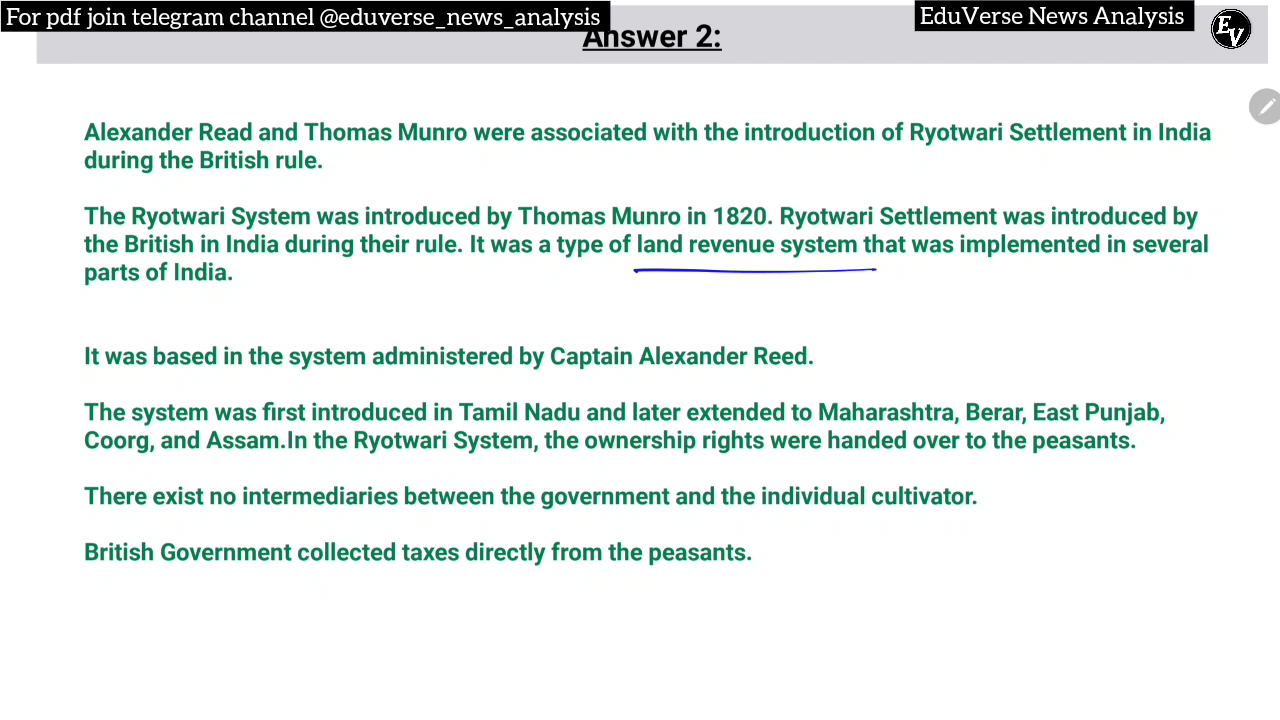 For pdf join telegram channel @eduverse_news_analysis
EduVerse News Analysis
EV
Answer 2:
Alexander Read and Thomas Munro were associated with the introduction of Ryotwari Settlement in India
during the British rule.
The Ryotwari System was introduced by Thomas Munro in 1820. Ryotwari Settlement was introduced by
the British in India during their rule. It was a type of land revenue system that was implemented in several
parts of India.
It was based in the system administered by Captain Alexander Reed.
The system was first introduced in Tamil Nadu and later extended to Maharashtra, Berar, East Punjab,
Coorg, and Assam.In the Ryotwari System, the ownership rights were handed over to the peasants.
There exist no intermediaries between the government and the individual cultivator.
British Government collected taxes directly from the peasants.